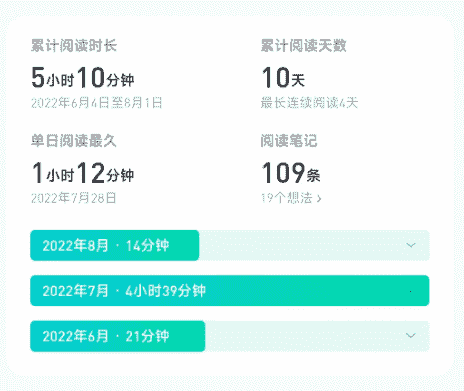 累计阅读时长
累计阅读天数
5小时10分钟
10天
2022年6月4日至8月1日
最长连续阅读4天
单日阅读最久
阅读笔记
1小时12分钟
109条
2022年7月28日
19个想法 ›
2022年8月 · 14分钟
2022年7月 · 4小时39分钟
2022年6月 · 21分钟